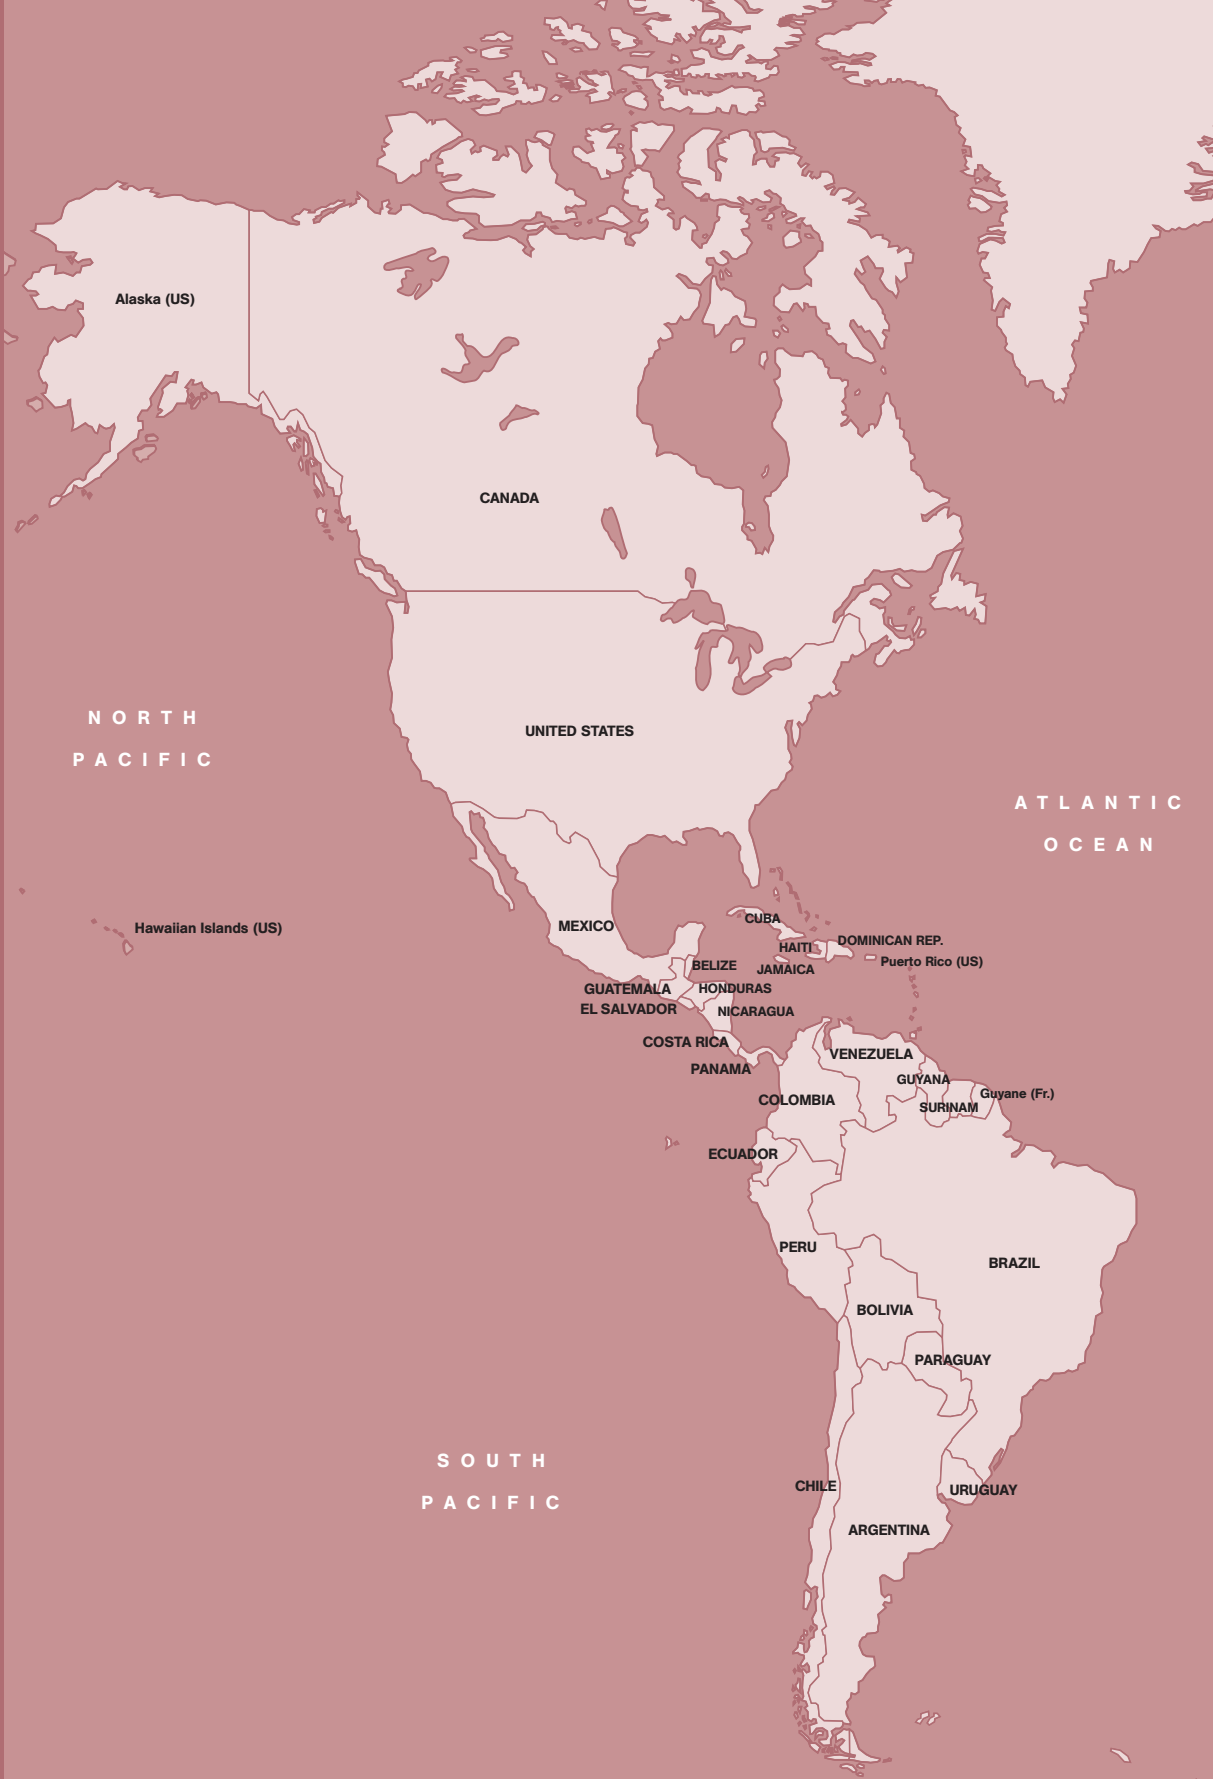 Alaska (US)
CANADA
NORTH
PACIFIC
UNITED STATES
ATLANTIC
OCEAN
Hawaiian Islands (US)
MEXICO
CUBA
HAITI
DOMINICAN REP.
Puerto Rico (US)
JAMAICA
BELIZE
GUATEMALA
HONDURAS
EL SALVADOR
NICARAGUA
COSTA RICA
PANAMA
VENEZUELA
GUYANA
Guyane (Fr.)
SURINAM
COLOMBIA
ECUADOR
PERU
BRAZIL
BOLIVIA
PARAGUAY
SOUTH
PACIFIC
CHILE
URUGUAY
ARGENTINA